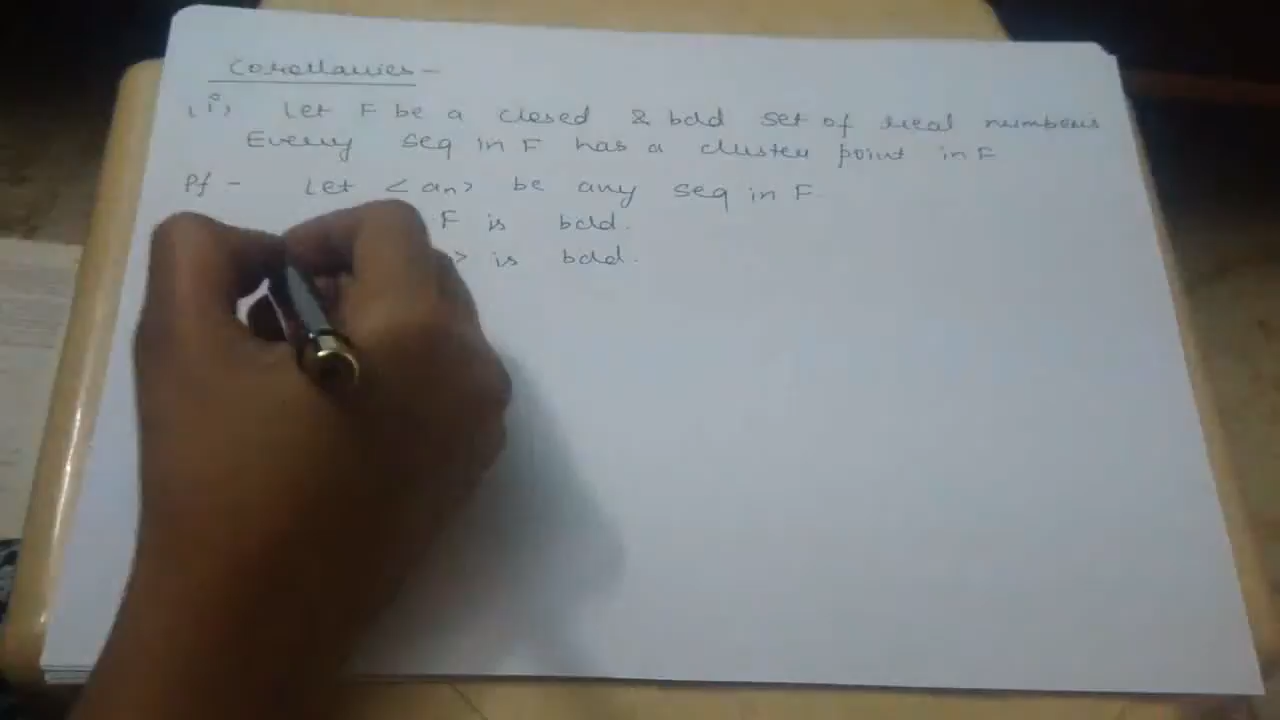 Corollaries -
(i) Let F be a closed & bdd set of real numbers
Every seq in F has a cluster point in F
Pf - Let <an> be any seq in F.
F is bdd.
> is bdd.